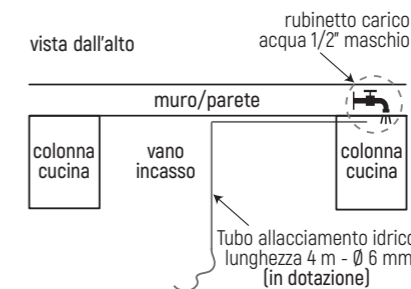 rubinetto carico
acqua 1/2" maschio
vista dall'alto
muro/parete
colonna
cucina
vano
incasso
colonna
cucina
Tubo allacciamento idrico
lunghezza 4 m - Ø 6 mm
(in dotazione)